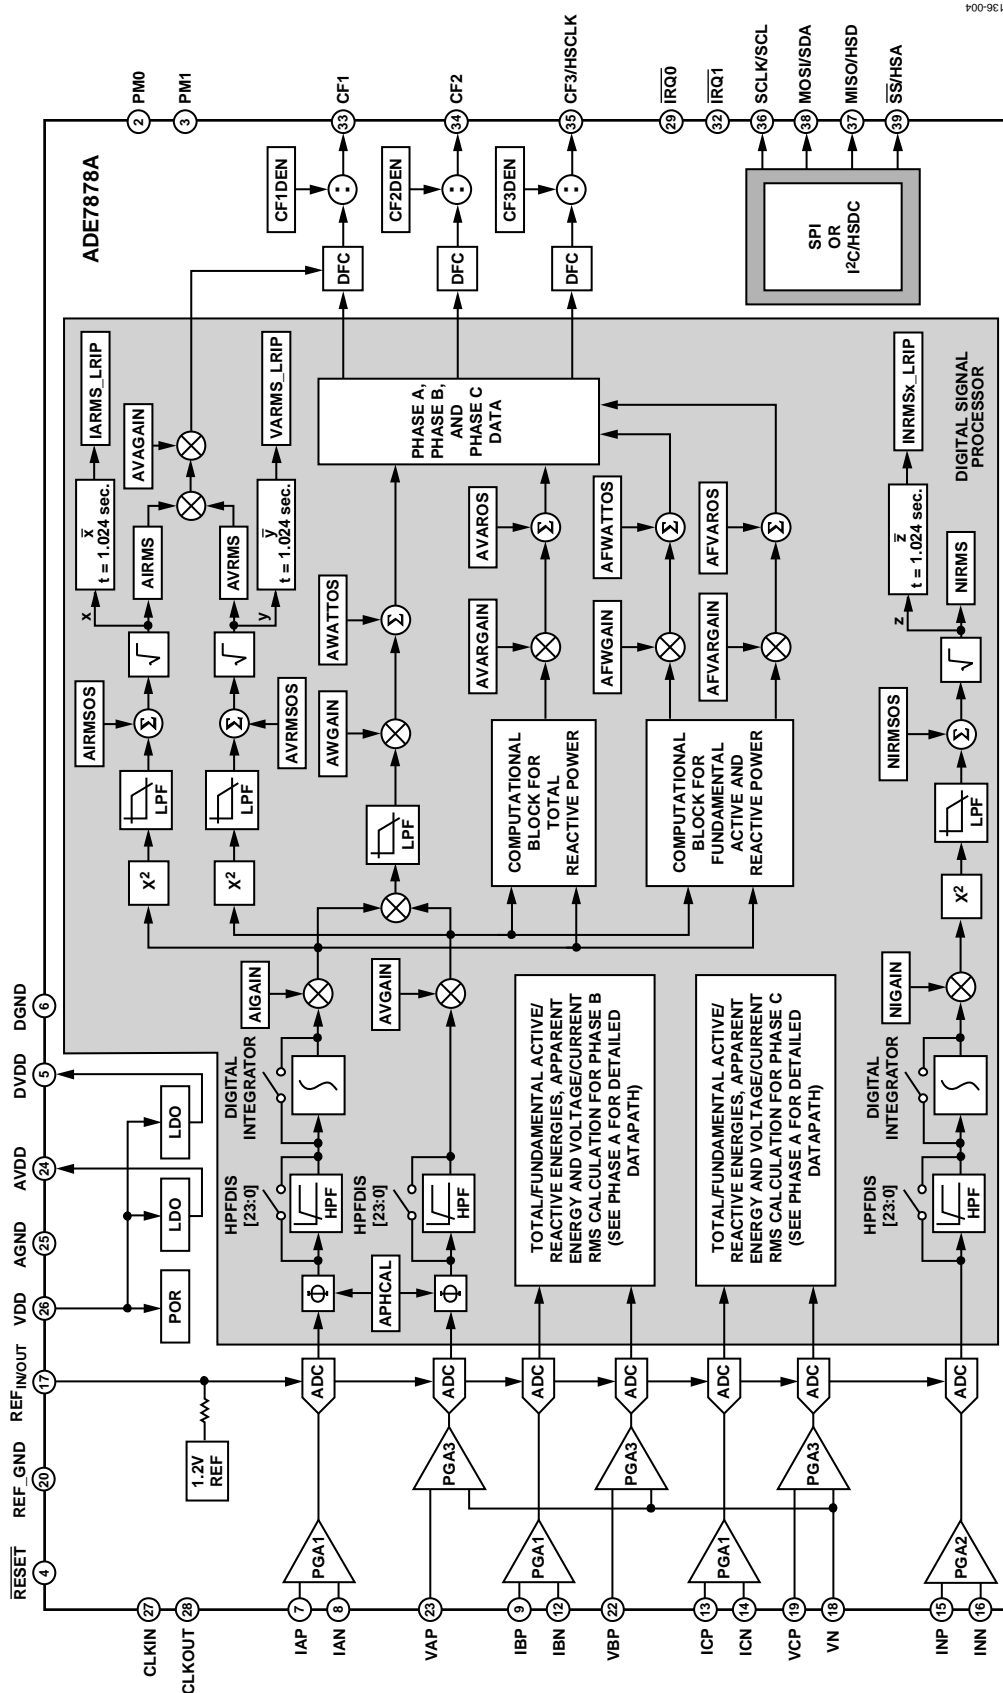 RESET
4
REF_GND
20
REFIN/OUT
17
VDD
26
AGND
25
AVDD
24
DVDD
5
DGND
6
ADE7878A
CLKIN
27
CLKOUT
28
1.2V
REF
POR
LDO
LDO
IAP
7
IAN
8
PGA1
ADC
Φ
HPFDIS
[23:0]
HPF
DIGITAL
INTEGRATOR
AIGAIN
X2
LPF
AIRMSOS
Σ
√
x
x
t = 1.024 sec.
IARMS_LRIP
AIRMS
AVAGAIN
APHCAL
VAP
23
PGA3
ADC
Φ
HPFDIS
[23:0]
HPF
AVGAIN
X2
LPF
AVRMSOS
Σ
√
y
AVRMS
y
t = 1.024 sec.
VARMS_LRIP
LPF
AWGAIN
AWATTOS
Σ
COMPUTATIONAL
BLOCK FOR
TOTAL
REACTIVE POWER
AVARGAIN
AVAROS
Σ
COMPUTATIONAL
BLOCK FOR
FUNDAMENTAL
ACTIVE AND
REACTIVE POWER
AFWGAIN
AFWATTOS
Σ
AFVARGAIN
AFVAROS
Σ
PHASE A,
PHASE B,
AND
PHASE C
DATA
DFC
CF1DEN
:
DFC
CF2DEN
:
DFC
CF3DEN
:
2
PM0
3
PM1
33
CF1
34
CF2
35
CF3/HSCLK
29
IRQ0
32
IRQ1
36
SCLK/SCL
38
MOSI/SDA
37
MISO/HSD
39
SS/HSA
SPI
OR
I2C/HSDC
IBP
9
IBN
12
PGA1
ADC
VBP
22
PGA3
ADC
TOTAL/FUNDAMENTAL ACTIVE/
REACTIVE ENERGIES, APPARENT
ENERGY AND VOLTAGE/CURRENT
RMS CALCULATION FOR PHASE B
(SEE PHASE A FOR DETAILED
DATAPATH)
ICP
13
ICN
14
PGA1
ADC
VCP
19
VN
18
PGA3
ADC
TOTAL/FUNDAMENTAL ACTIVE/
REACTIVE ENERGIES, APPARENT
ENERGY AND VOLTAGE/CURRENT
RMS CALCULATION FOR PHASE C
(SEE PHASE A FOR DETAILED
DATAPATH)
INP
15
INN
16
PGA2
ADC
HPFDIS
[23:0]
HPF
DIGITAL
INTEGRATOR
NIGAIN
X2
LPF
NIRMSOS
Σ
√
z
z
t = 1.024 sec.
INRMSx_LRIP
NIRMS
DIGITAL SIGNAL
PROCESSOR
136-004